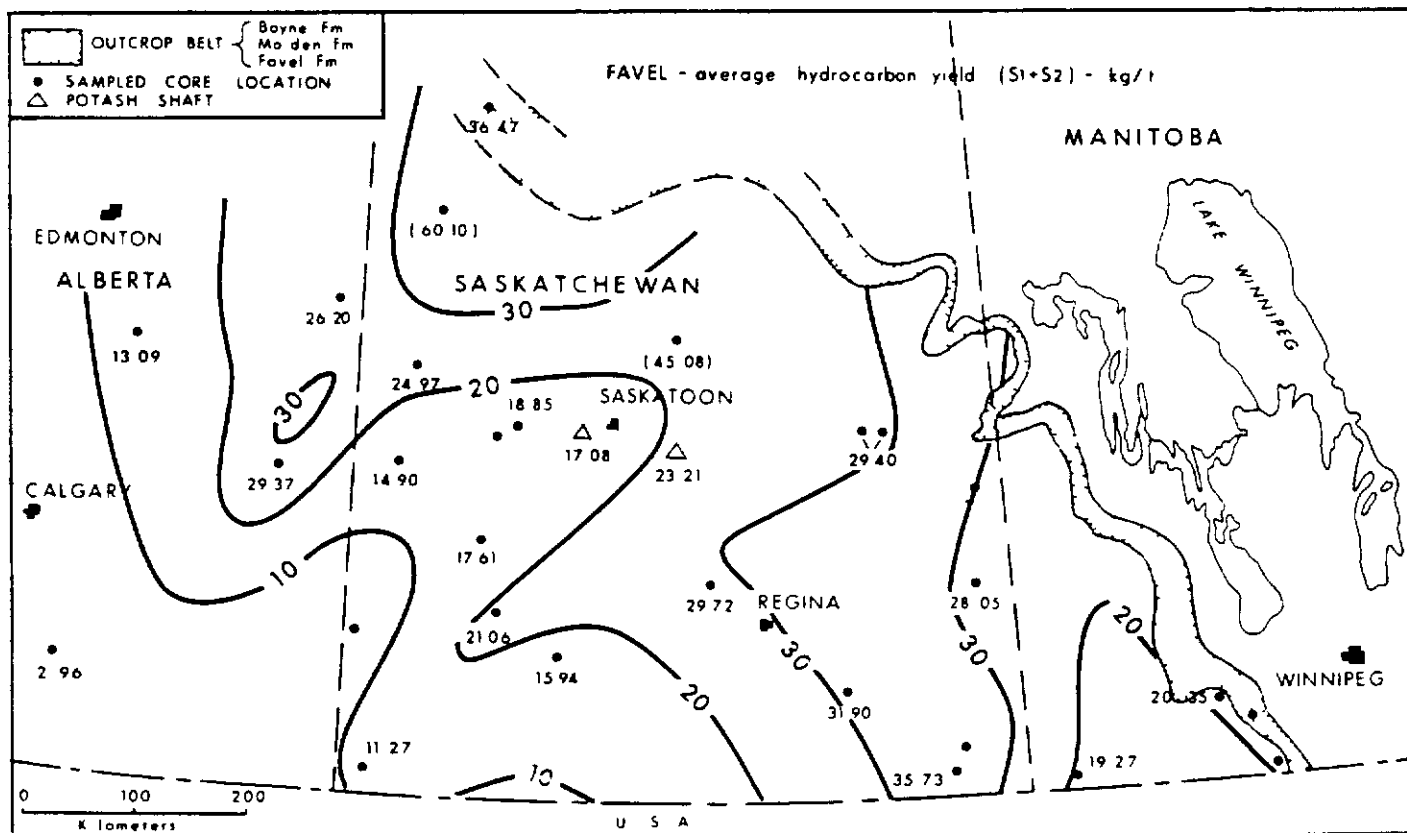 OUTCROP BELT
Boyne Fm
Mo den Fm
Favel Fm
SAMPLED CORE LOCATION
POTASH SHAFT
FAVEL - average hydrocarbon yield (S1+S2) - kg/t
MANITOBA
LAKE WINNIPEG
36 47
EDMONTON
(60 10)
ALBERTA
SASKATCHEWAN
26 20
30
13 09
(45 08)
24 97
20
30
18 85
SASKATOON
17 08
29 40
29 37
14 90
23 21
CALGARY
17 61
10
29 72
REGINA
28 05
21 06
20
2 96
15 94
30
30
WINNIPEG
20
31 90
20 35
11 27
10
35 73
19 27
0 100 200
K lometers
U S A